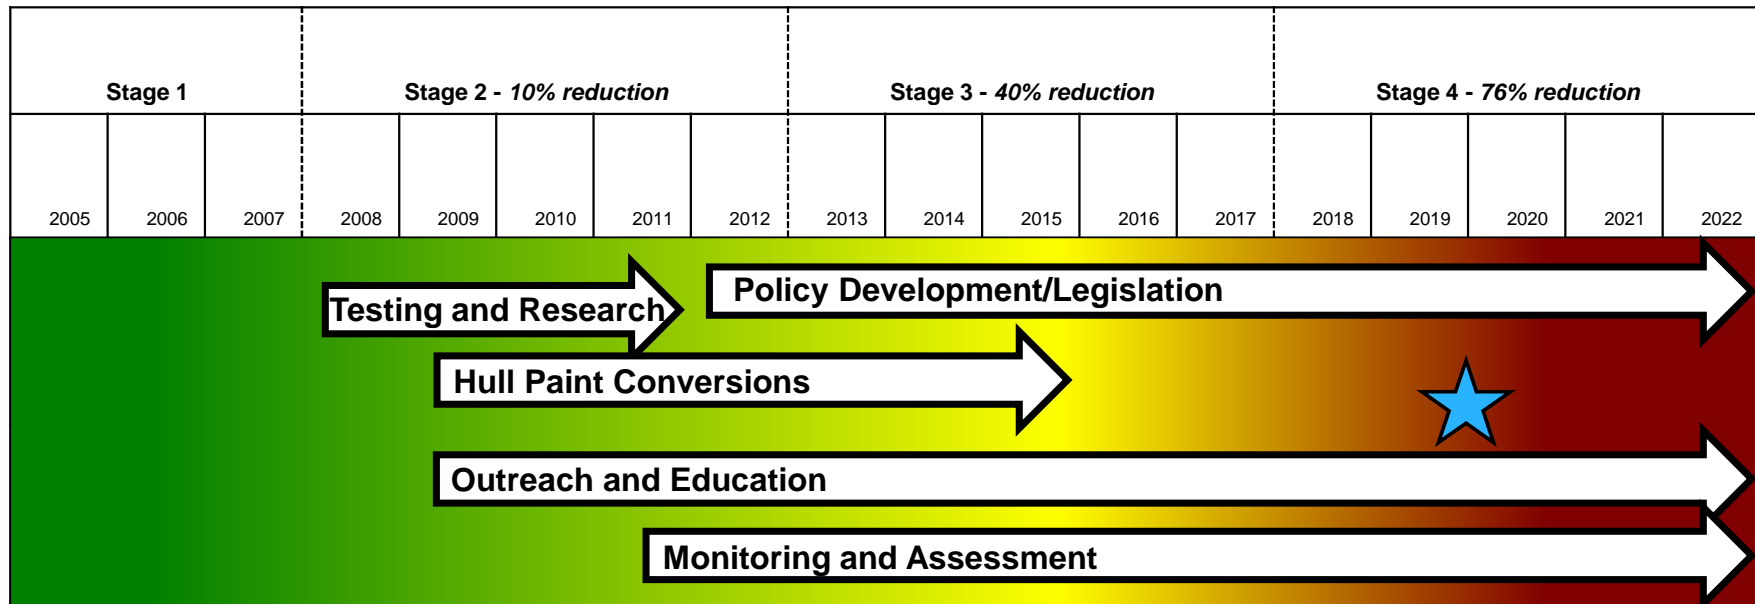 Stage 1
Stage 2 - 10% reduction
Stage 3 - 40% reduction
Stage 4 - 76% reduction
2005 2006 2007 2008 2009 2010 2011 2012 2013 2014 2015 2016 2017 2018 2019 2020 2021 2022
Policy Development/Legislation
Testing and Research
Hull Paint Conversions
Outreach and Education
Monitoring and Assessment